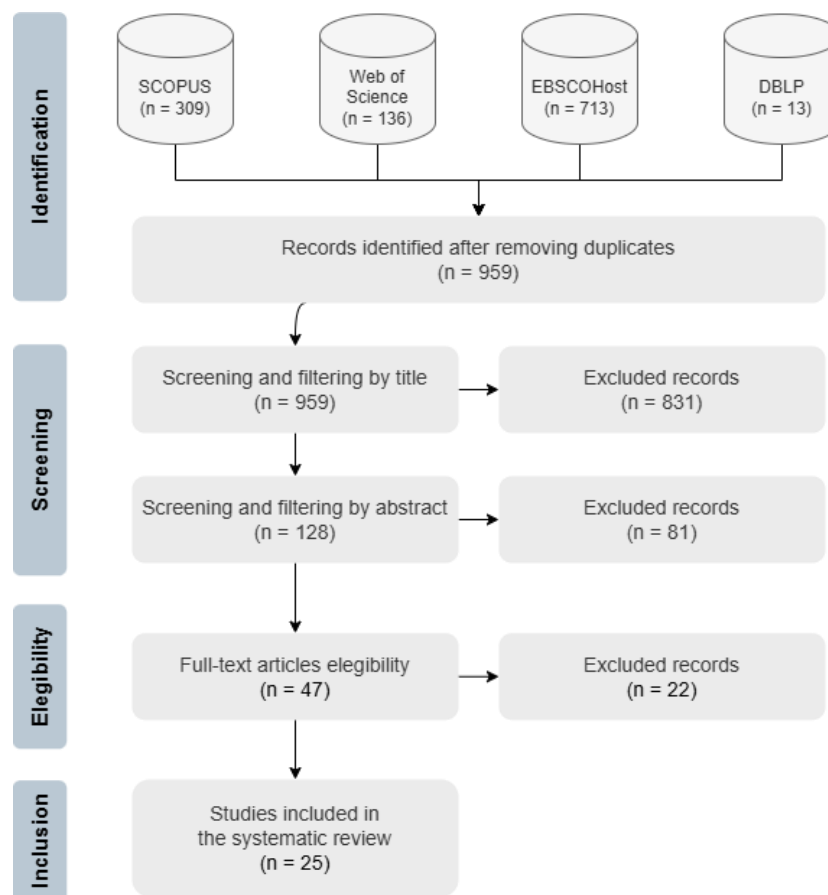 Identification
SCOPUS
(n = 309)
Web of
Science
(n = 136)
EBSCOHost
(n = 713)
DBLP
(n = 13)
Records identified after removing duplicates
(n = 959)
Screening
Screening and filtering by title
(n = 959)
Excluded records
(n = 831)
Screening and filtering by abstract
(n = 128)
Excluded records
(n = 81)
Elegibility
Full-text articles elegibility
(n = 47)
Excluded records
(n = 22)
Inclusion
Studies included in
the systematic review
(n = 25)